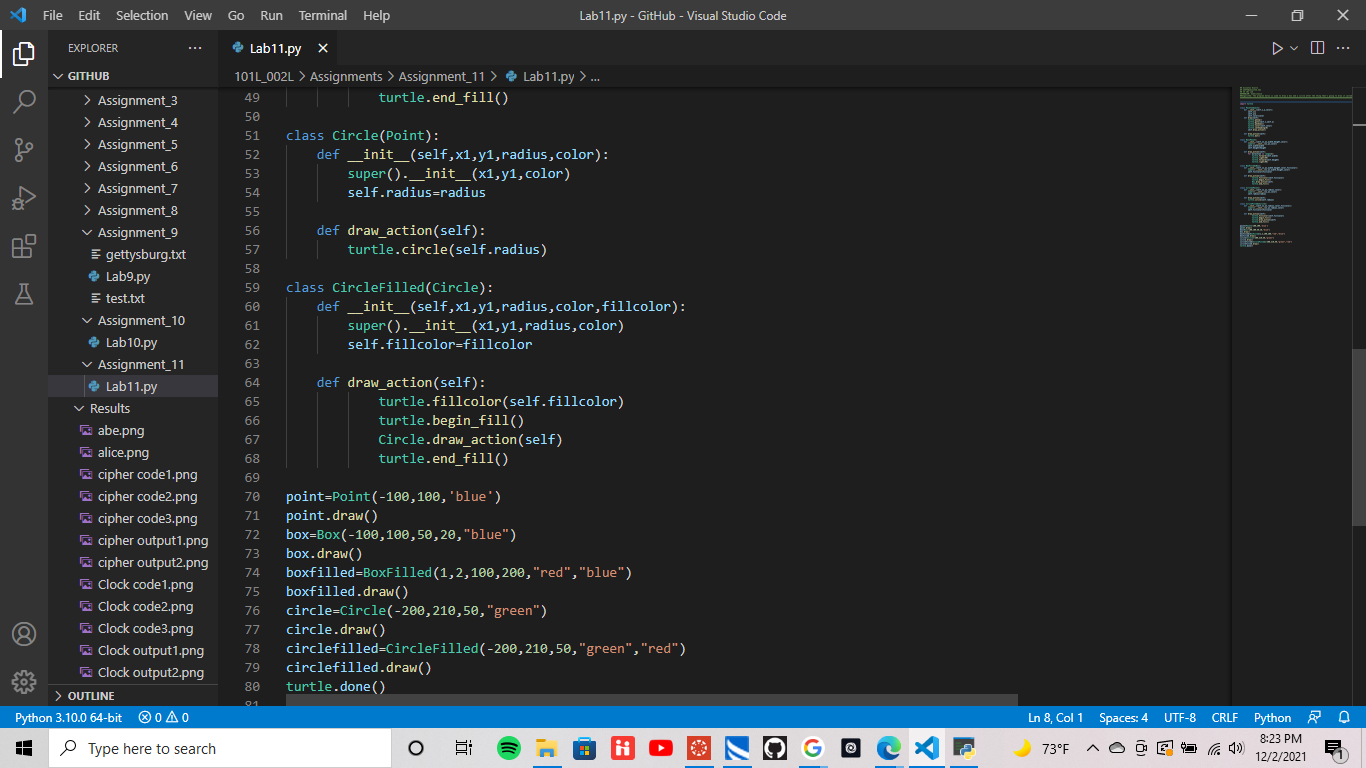 File Edit Selection View Go Run Terminal Help Lab11.py - GitHub - Visual Studio Code
EXPLORER ···
GITHUB
Assignment_3
Assignment_4
Assignment_5
Assignment_6
Assignment_7
Assignment_8
Assignment_9
gettysburg.txt
Lab9.py
test.txt
Assignment_10
Lab10.py
Assignment_11
Lab11.py
Results
abe.png
alice.png
cipher code1.png
cipher code2.png
cipher code3.png
cipher output1.png
cipher output2.png
Clock code1.png
Clock code2.png
Clock code3.png
Clock output1.png
Clock output2.png
OUTLINE
Lab11.py
101L_002L > Assignments > Assignment_11 > Lab11.py > ...
49             turtle.end_fill()
50
51 class Circle(Point):
52     def __init__(self,x1,y1,radius,color):
53         super().__init__(x1,y1,color)
54         self.radius=radius
55
56     def draw_action(self):
57         turtle.circle(self.radius)
58
59 class CircleFilled(Circle):
60     def __init__(self,x1,y1,radius,color,fillcolor):
61         super().__init__(x1,y1,radius,color)
62         self.fillcolor=fillcolor
63
64     def draw_action(self):
65             turtle.fillcolor(self.fillcolor)
66             turtle.begin_fill()
67             Circle.draw_action(self)
68             turtle.end_fill()
69
70 point=Point(-100,100,'blue')
71 point.draw()
72 box=Box(-100,100,50,20,"blue")
73 box.draw()
74 boxfilled=BoxFilled(1,2,100,200,"red","blue")
75 boxfilled.draw()
76 circle=Circle(-200,210,50,"green")
77 circle.draw()
78 circlefilled=CircleFilled(-200,210,50,"green","red")
79 circlefilled.draw()
80 turtle.done()
81
Python 3.10.0 64-bit 0 0 Ln 8, Col 1 Spaces: 4 UTF-8 CRLF Python
Type here to search
73°F
8:23 PM
12/2/2021
1